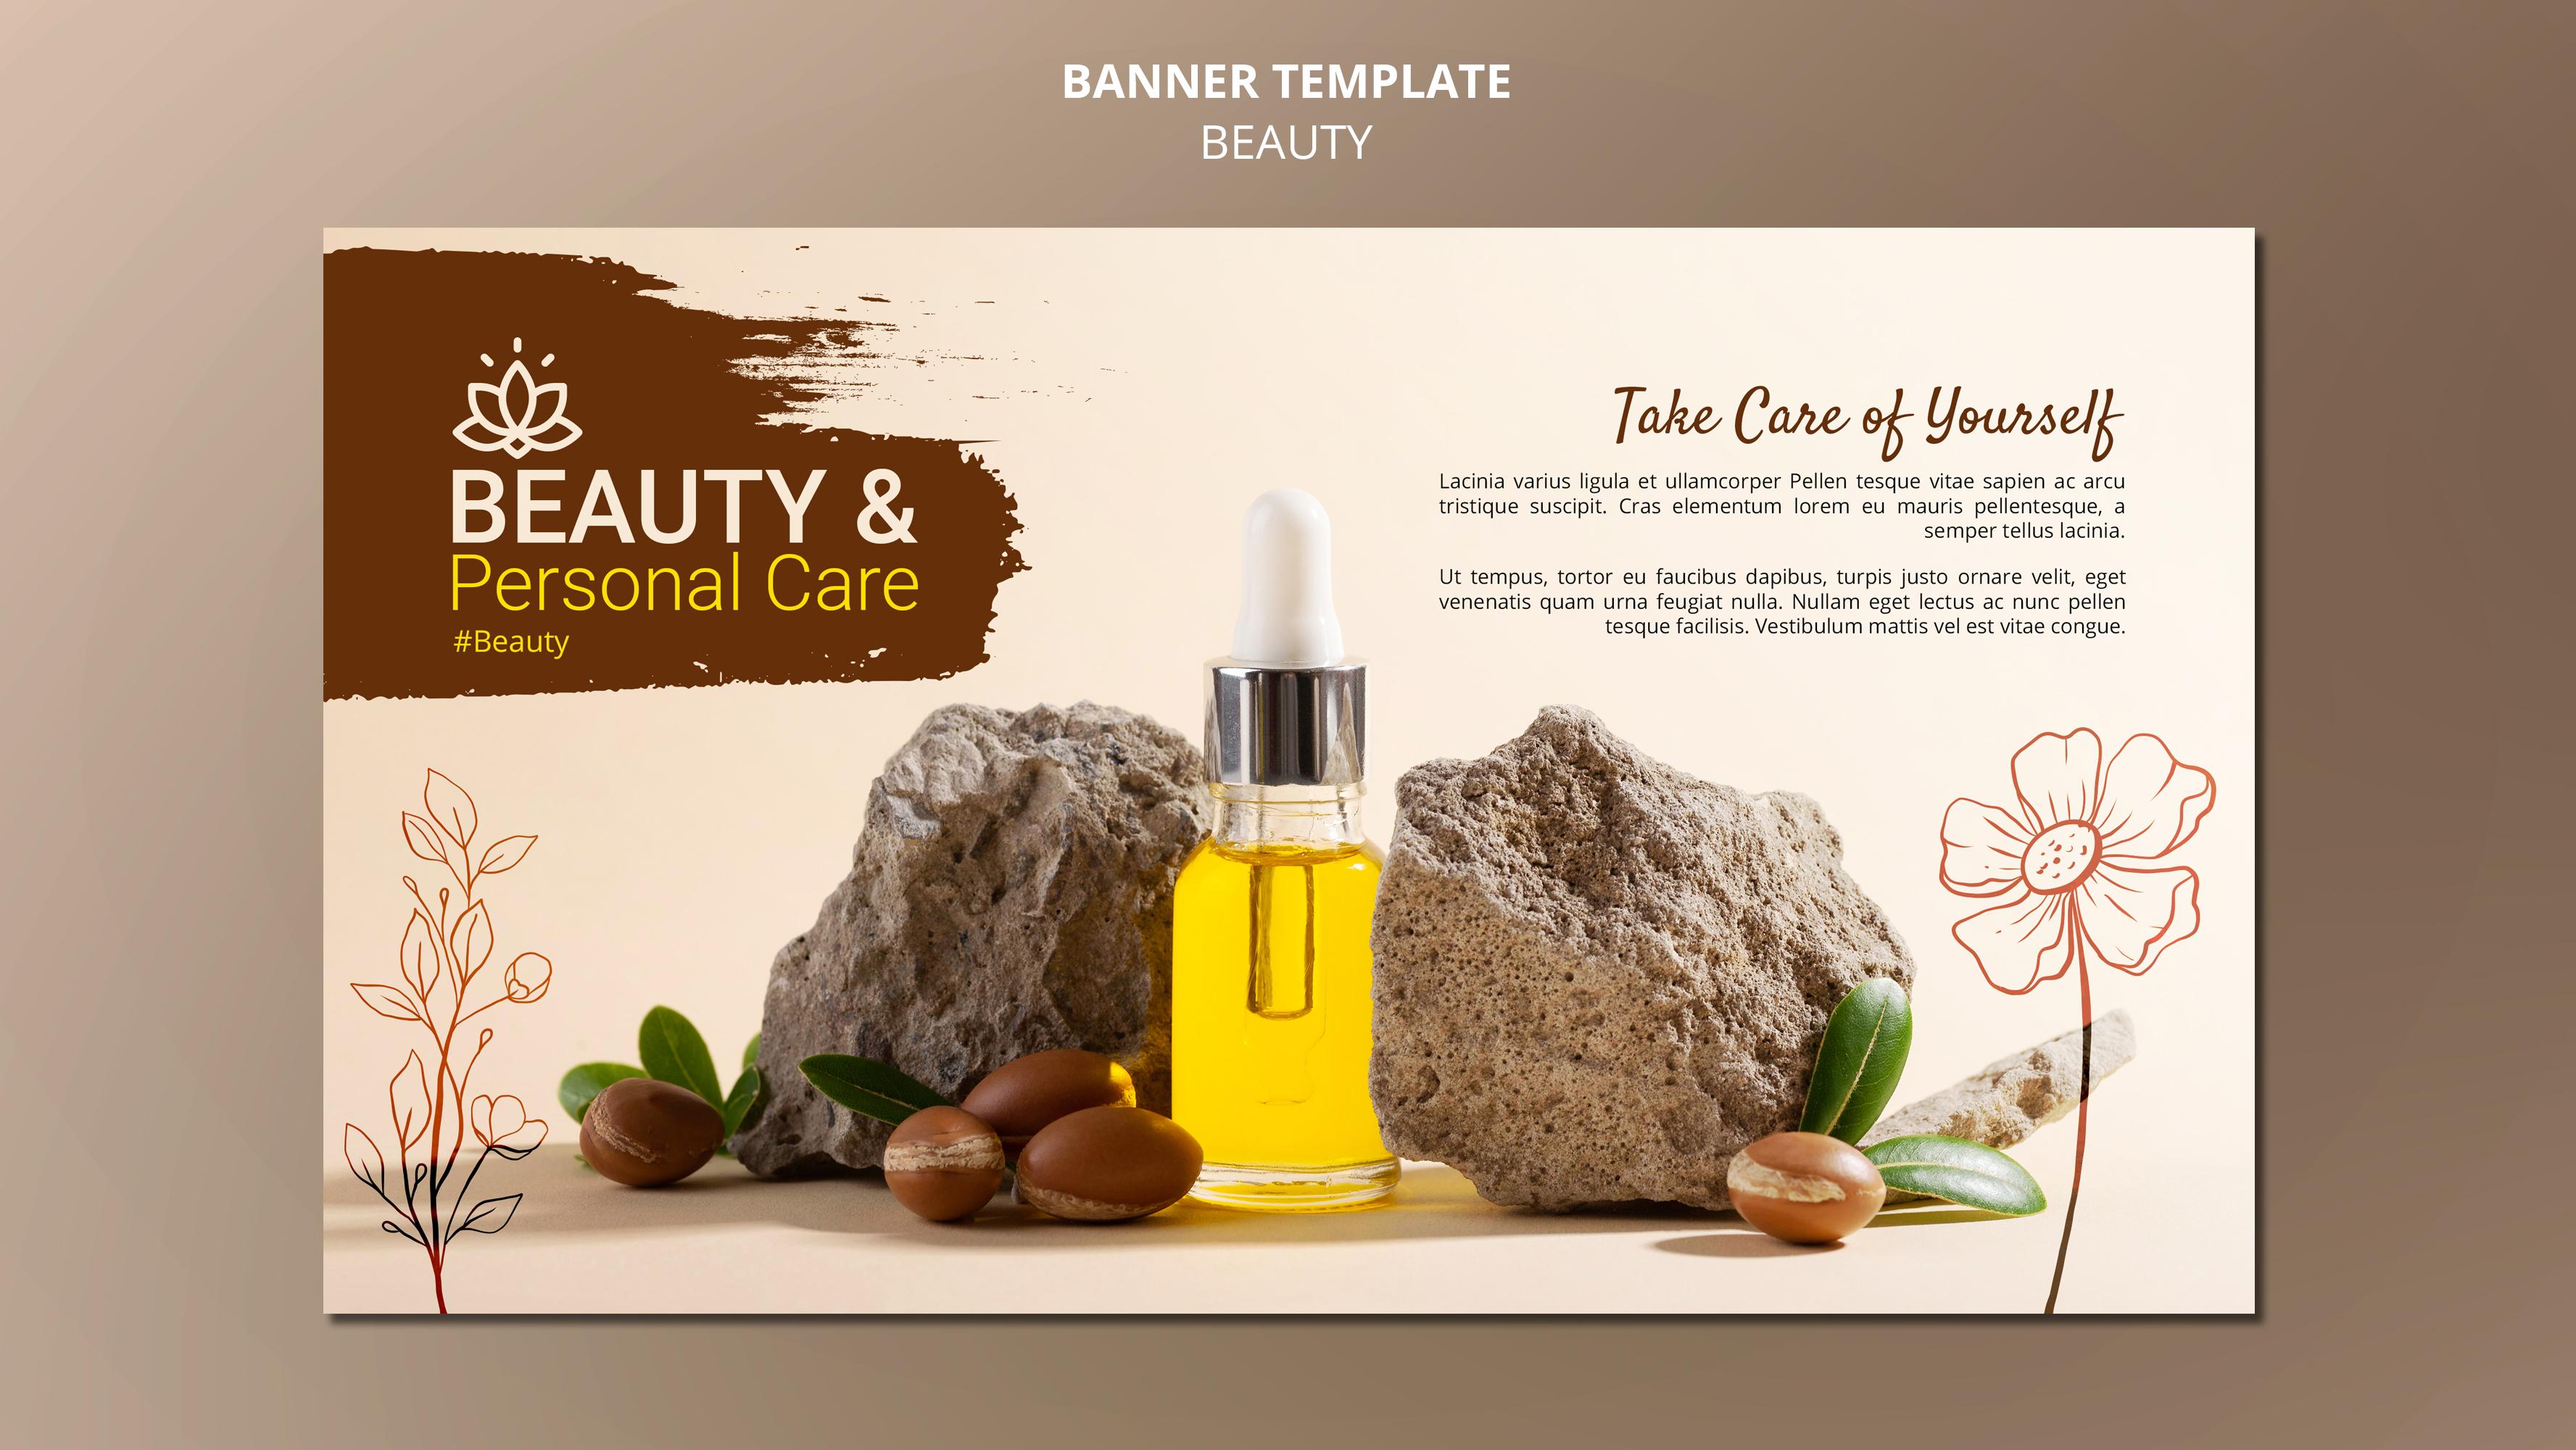 BANNER TEMPLATE
BEAUTY
BEAUTY &
Personal Care
#Beauty
Take Care of Yourself
Lacinia varius ligula et ullamcorper Pellen tesque vitae sapien ac arcu
tristique suscipit. Cras elementum lorem eu mauris pellentesque, a
semper tellus lacinia.
Ut tempus, tortor eu faucibus dapibus, turpis justo ornare velit, eget
venenatis quam urna feugiat nulla. Nullam eget lectus ac nunc pellen
tesque facilisis. Vestibulum mattis vel est vitae congue.